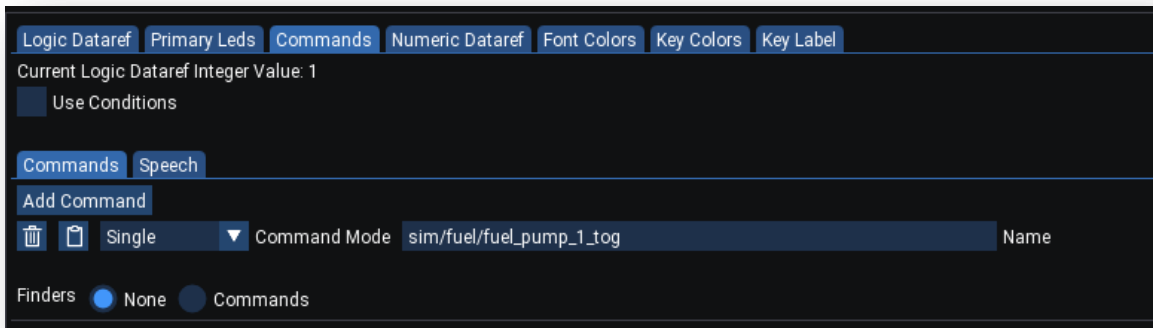 Logic Dataref Primary Leds Commands Numeric Dataref Font Colors Key Colors Key Label
Current Logic Dataref Integer Value: 1
Use Conditions
Commands Speech
Add Command
Single Command Mode sim/fuel/fuel_pump_1_tog Name
Finders None Commands